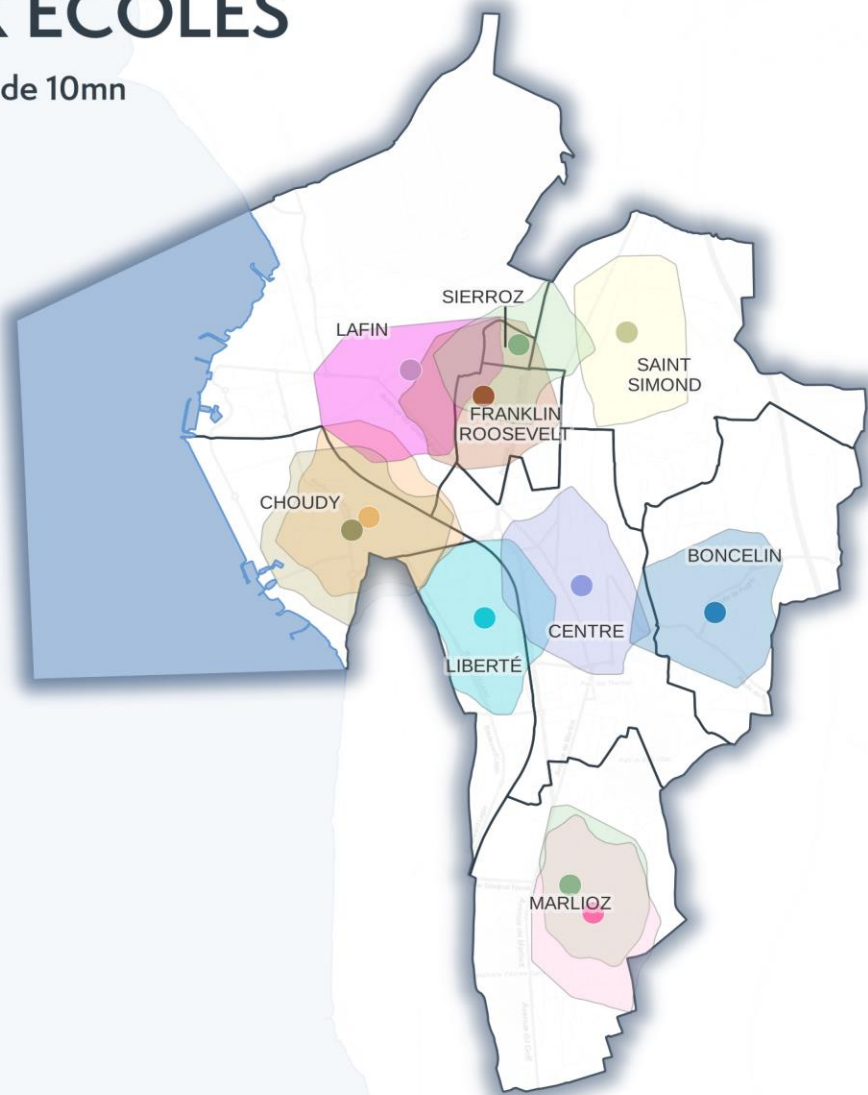 ÉCOLES
de 10mn
SIERROZ
LAFIN
SAINT
SIMOND
FRANKLIN
ROOSEVELT
CHOUDY
BONCELIN
CENTRE
LIBERTÉ
MARLIOZ